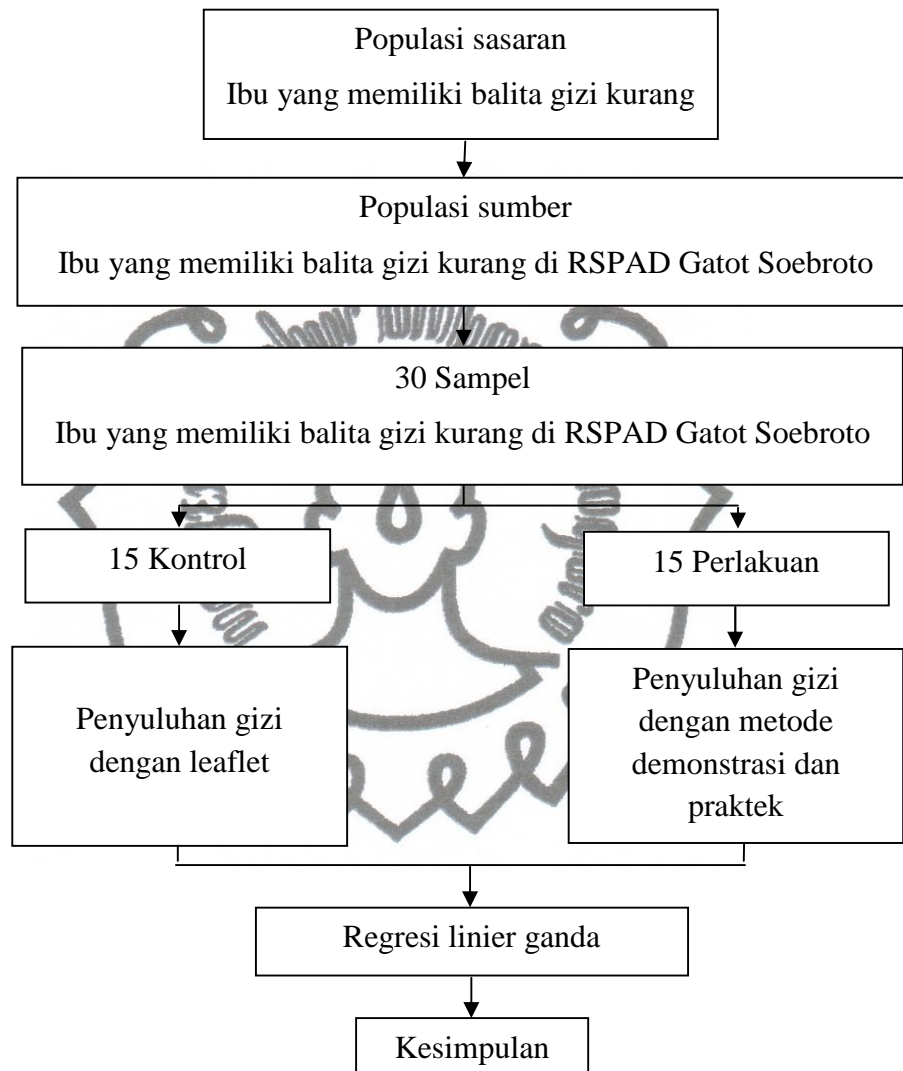 Populasi sasaran
Ibu yang memiliki balita gizi kurang
Populasi sumber
Ibu yang memiliki balita gizi kurang di RSPAD Gatot Soebroto
30 Sampel
Ibu yang memiliki balita gizi kurang di RSPAD Gatot Soebroto
15 Kontrol
15 Perlakuan
Penyuluhan gizi
dengan leaflet
Penyuluhan gizi
dengan metode
demonstrasi dan
praktek
Regresi linier ganda
Kesimpulan